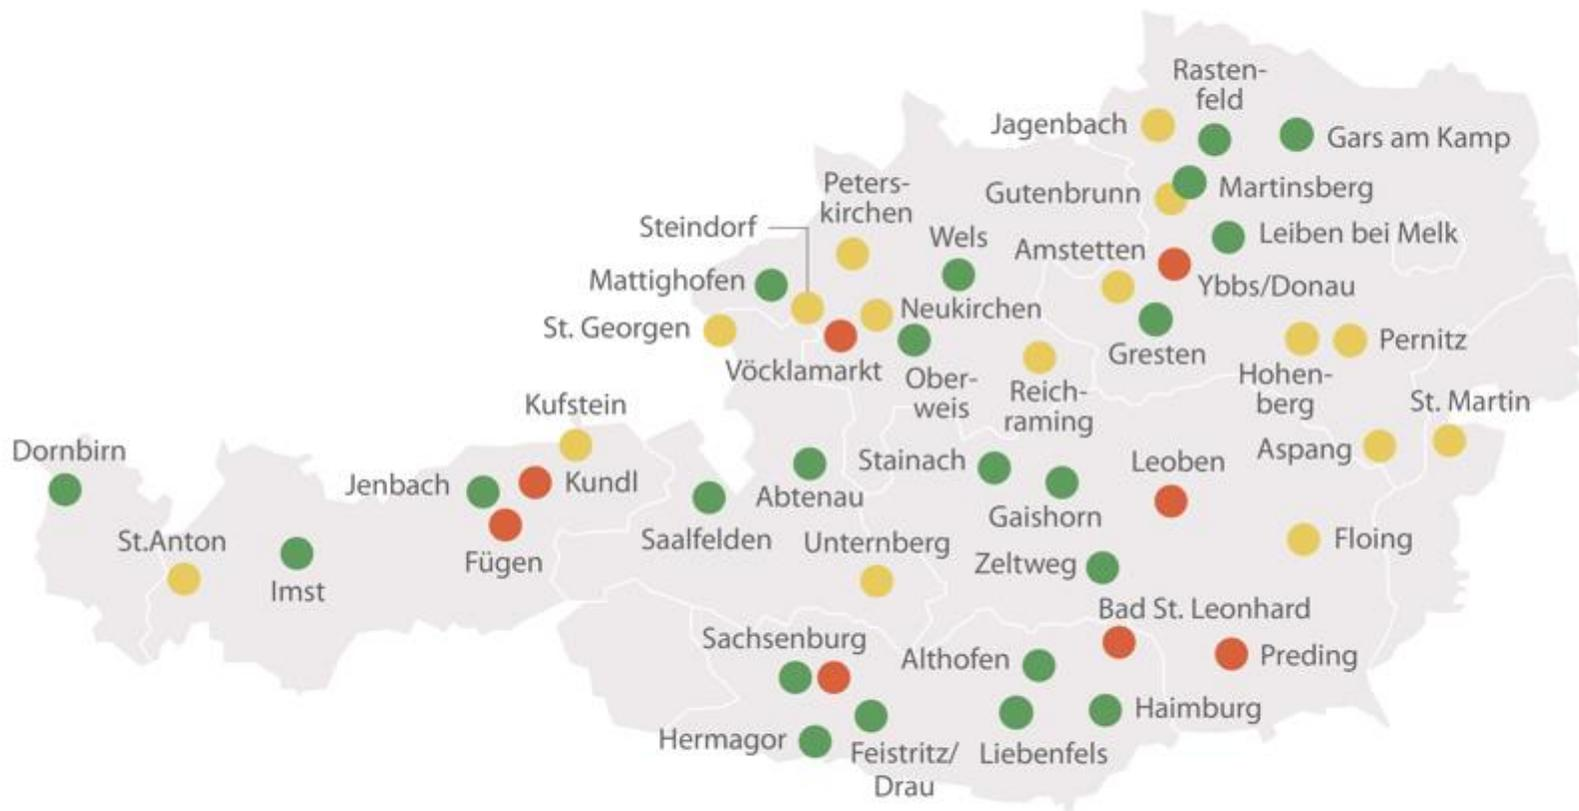 Rasten-
feld
Jagenbach
Gars am Kamp
Peters-
kirchen
Gutenbrunn
Martinsberg
Steindorf
Wels
Amstetten
Leiben bei Melk
Mattighofen
Ybbs/Donau
Neukirchen
St. Georgen
Pernitz
Gresten
Vöcklamarkt
Ober-
weis
Reich-
raming
Hohen-
berg
St. Martin
Kufstein
Dornbirn
Aspang
Stainach
Leoben
Jenbach
Kundl
Abtenau
Gaishorn
St.Anton
Saalfelden
Unternberg
Floing
Fügen
Zeltweg
Imst
Bad St. Leonhard
Sachsenburg
Althofen
Preding
Haimburg
Hermagor
Feistritz/
Drau
Liebenfels